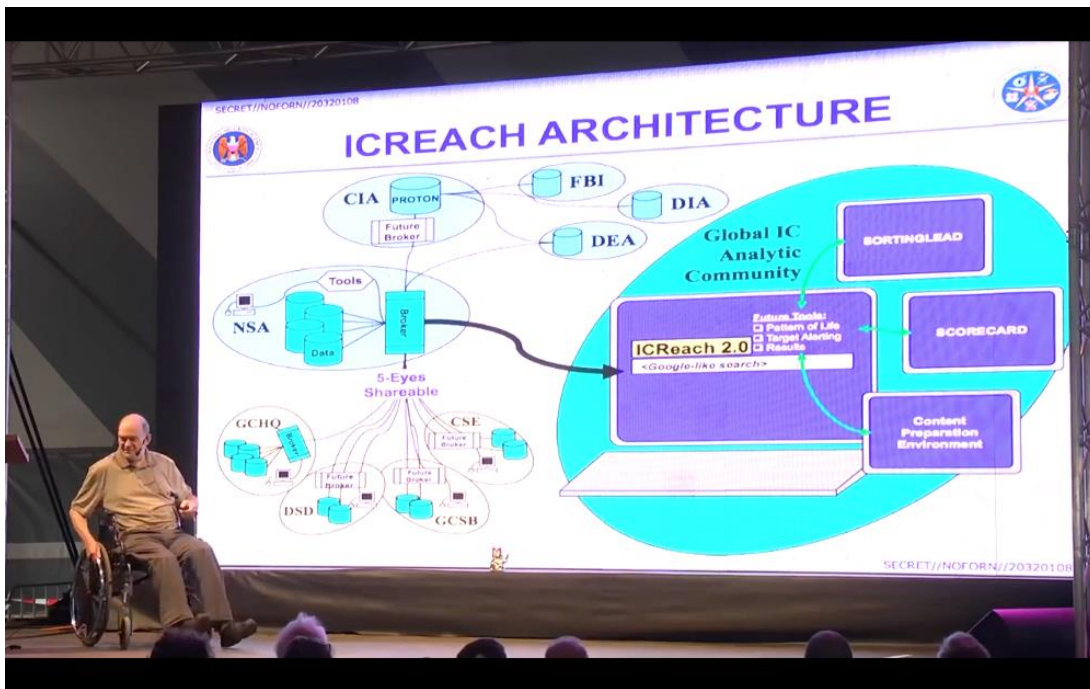 SECRET//NOFORN//20320108
ICREACH ARCHITECTURE
CIA
PROTON
Future
Broker
FBI
DIA
DEA
NSA
Tools
Data
Broker
5-Eyes
Shareable
GCHQ
Broker
CSE
Future
Broker
DSD
Future
Broker
Future
Broker
GCSB
Global IC
Analytic
Community
SORTINGLEAD
SCORECARD
Content
Preparation
Environment
Future Tools:
Pattern of Life
Target Alerting
Results
ICReach 2.0
<Google-like search>
SECRET//NOFORN//20320108